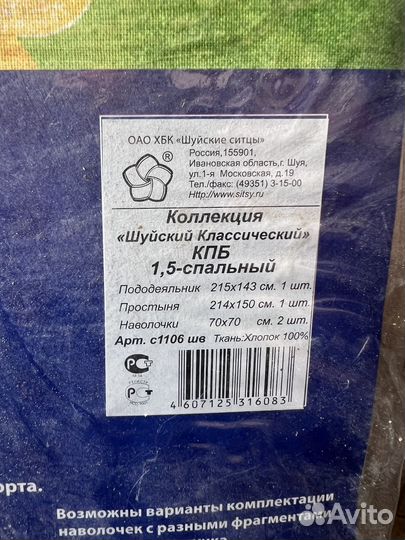 ОАО ХБК «Шуйские ситцы»
Россия,155901,
Ивановская область,г. Шуя,
ул.1-я Московская, д.19
Тел./факс: (49351) 3-15-00
Http://www.sitsy.ru
®
Коллекция
«Шуйский Классический»
КПБ
1,5-спальный
Пододеяльник 215х143 см. 1 шт.
Простыня 214х150 см. 1 шт.
Наволочки 70х70 см. 2 шт.
Арт. с1106 шв Ткань:Хлопок 100%
4 607125 316083
орта.
Возможны варианты комплектации
наволочек с разными фрагментами
Avito